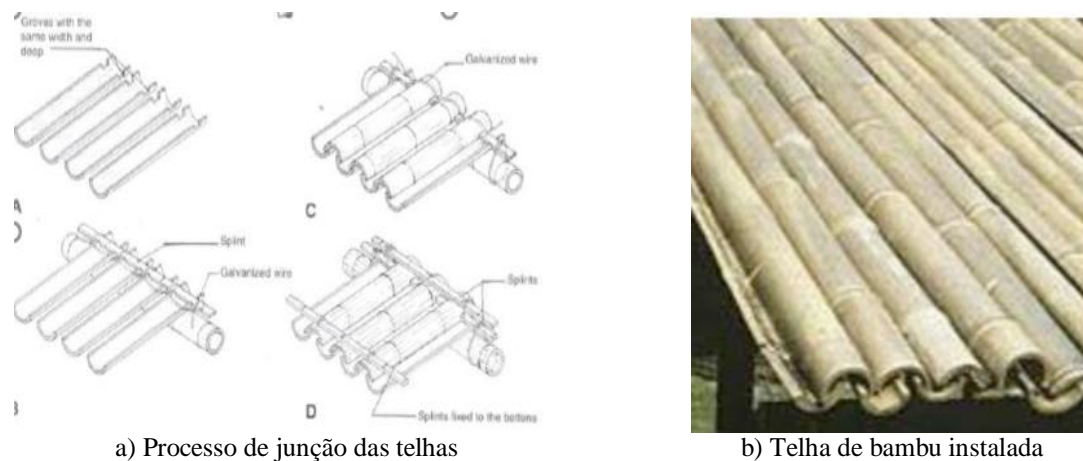 Groves with the
same width and
deep
Galvanized wire
A
C
Splint
Galvanized wire
Splints
D
Splints fixed to the bottons
a) Processo de junção das telhas
b) Telha de bambu instalada